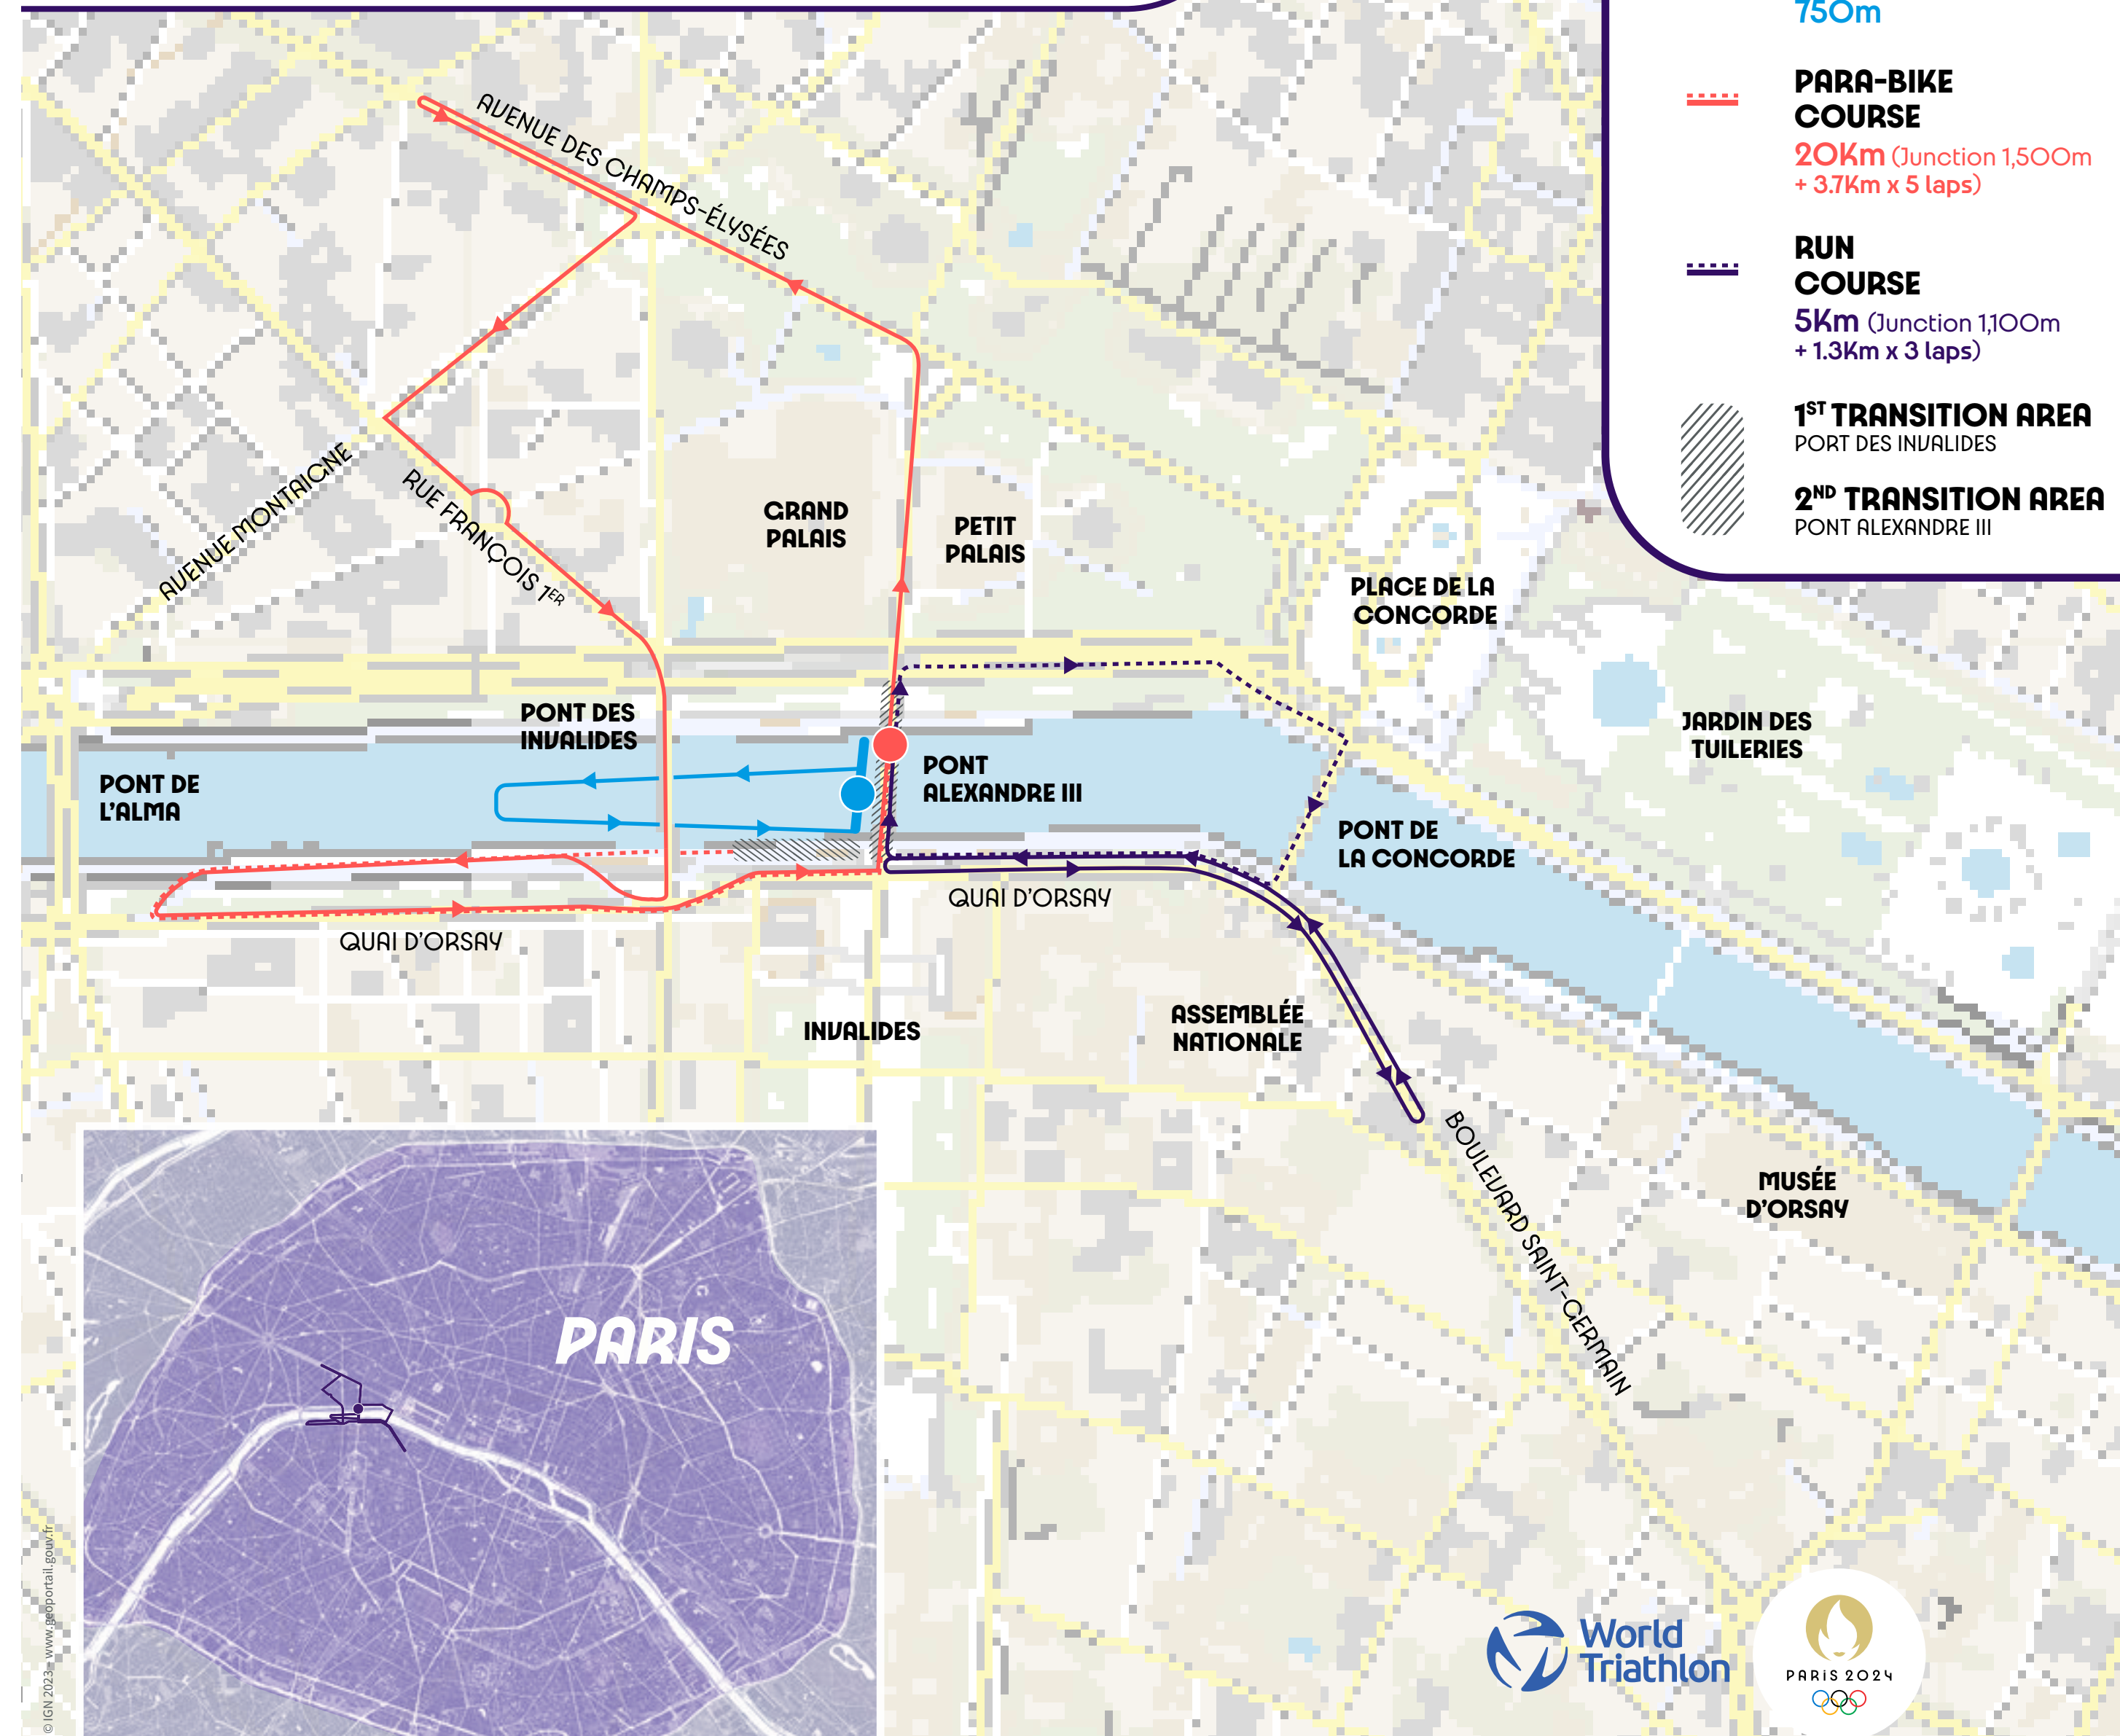 750m
PARA-BIKE
COURSE
20Km (Junction 1,500m
+ 3.7Km x 5 laps)
RUN
COURSE
5Km (Junction 1,100m
+ 1.3Km x 3 laps)
1ST TRANSITION AREA
PORT DES INVALIDES
2ND TRANSITION AREA
PONT ALEXANDRE III
AVENUE DES CHAMPS-ÉLYSÉES
AVENUE MONTAIGNE
RUE FRANÇOIS 1ER
GRAND
PALAIS
PETIT
PALAIS
PLACE DE LA
CONCORDE
JARDIN DES
TUILERIES
PONT DES
INVALIDES
PONT DE
L'ALMA
PONT
ALEXANDRE III
PONT DE
LA CONCORDE
QUAI D'ORSAY
QUAI D'ORSAY
INVALIDES
ASSEMBLÉE
NATIONALE
BOULEVARD SAINT-GERMAIN
MUSÉE
D'ORSAY
PARIS
© IGN 2023 - www.geoportail.gouv.fr
World
Triathlon
PARIS 2024